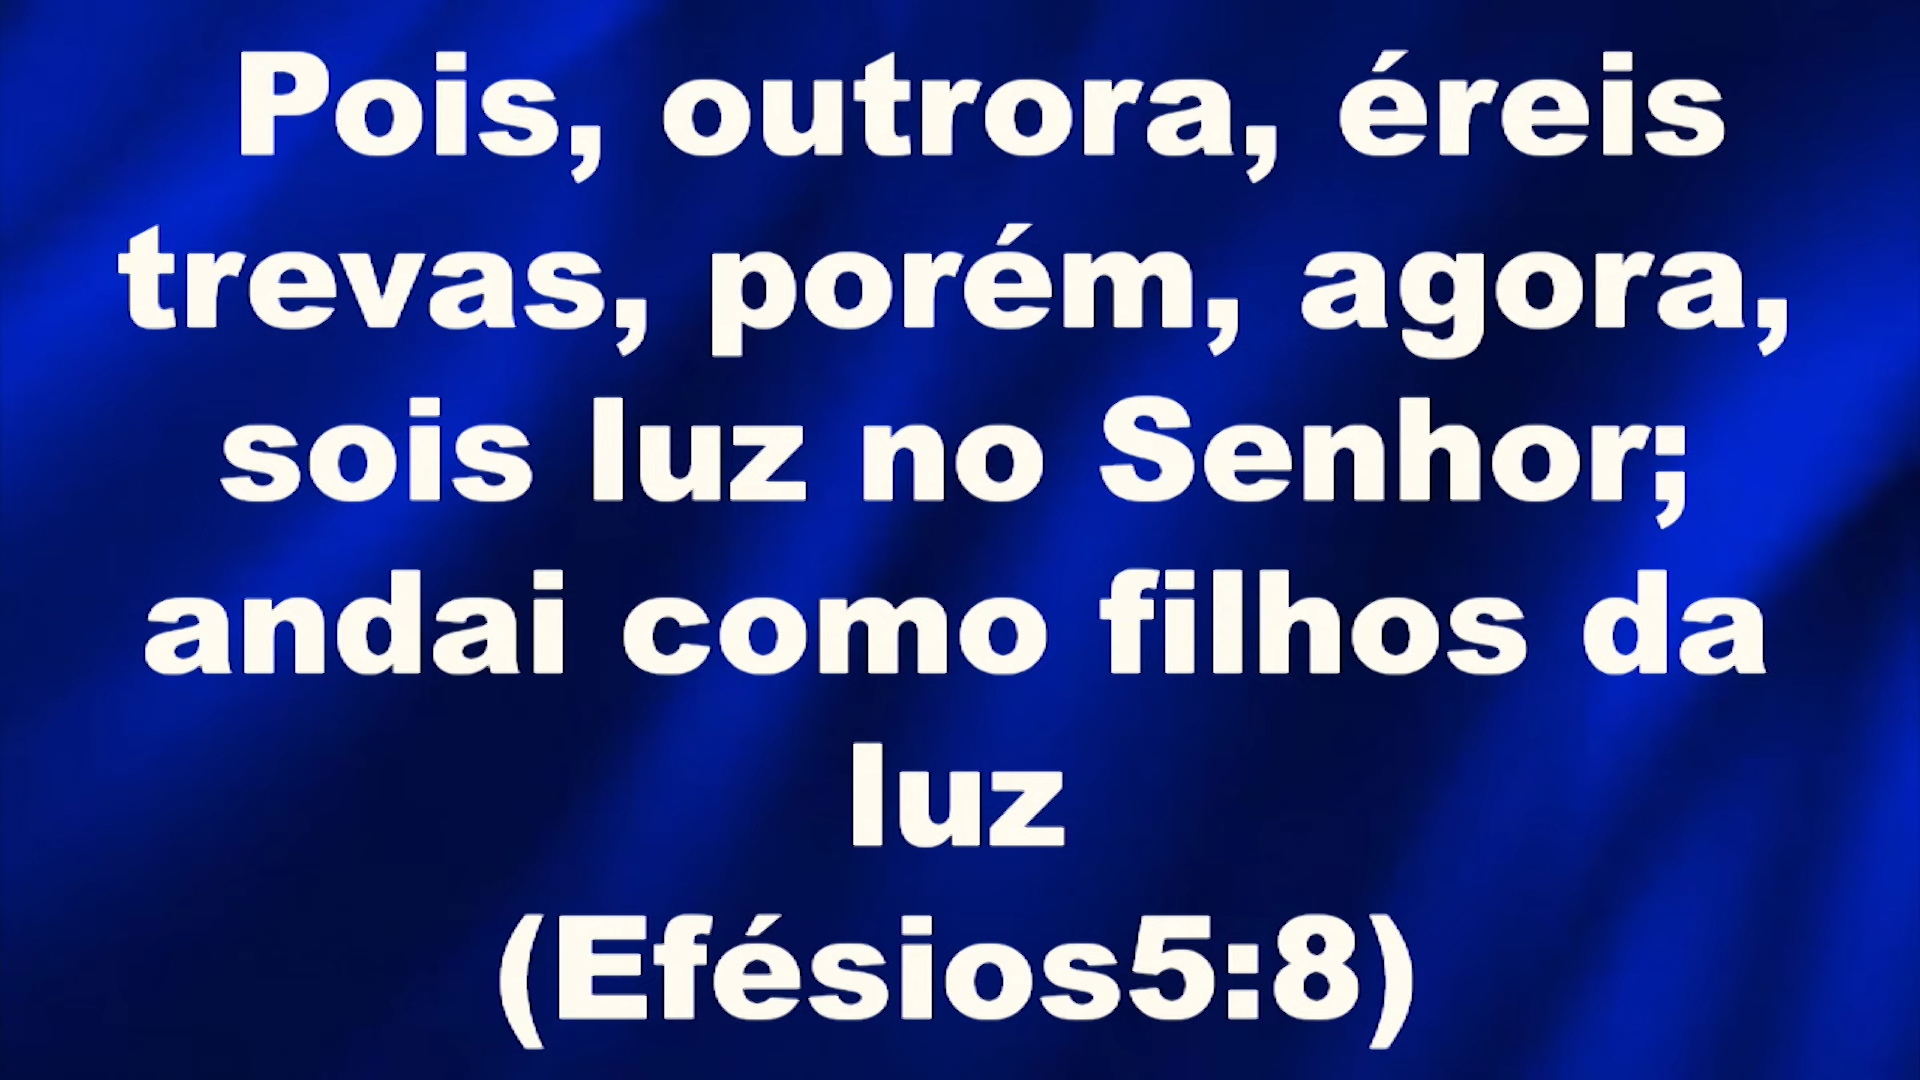 Pois, outrora, éreis
trevas, porém, agora,
sois luz no Senhor;
andai como filhos da
luz
(Efésios5:8)